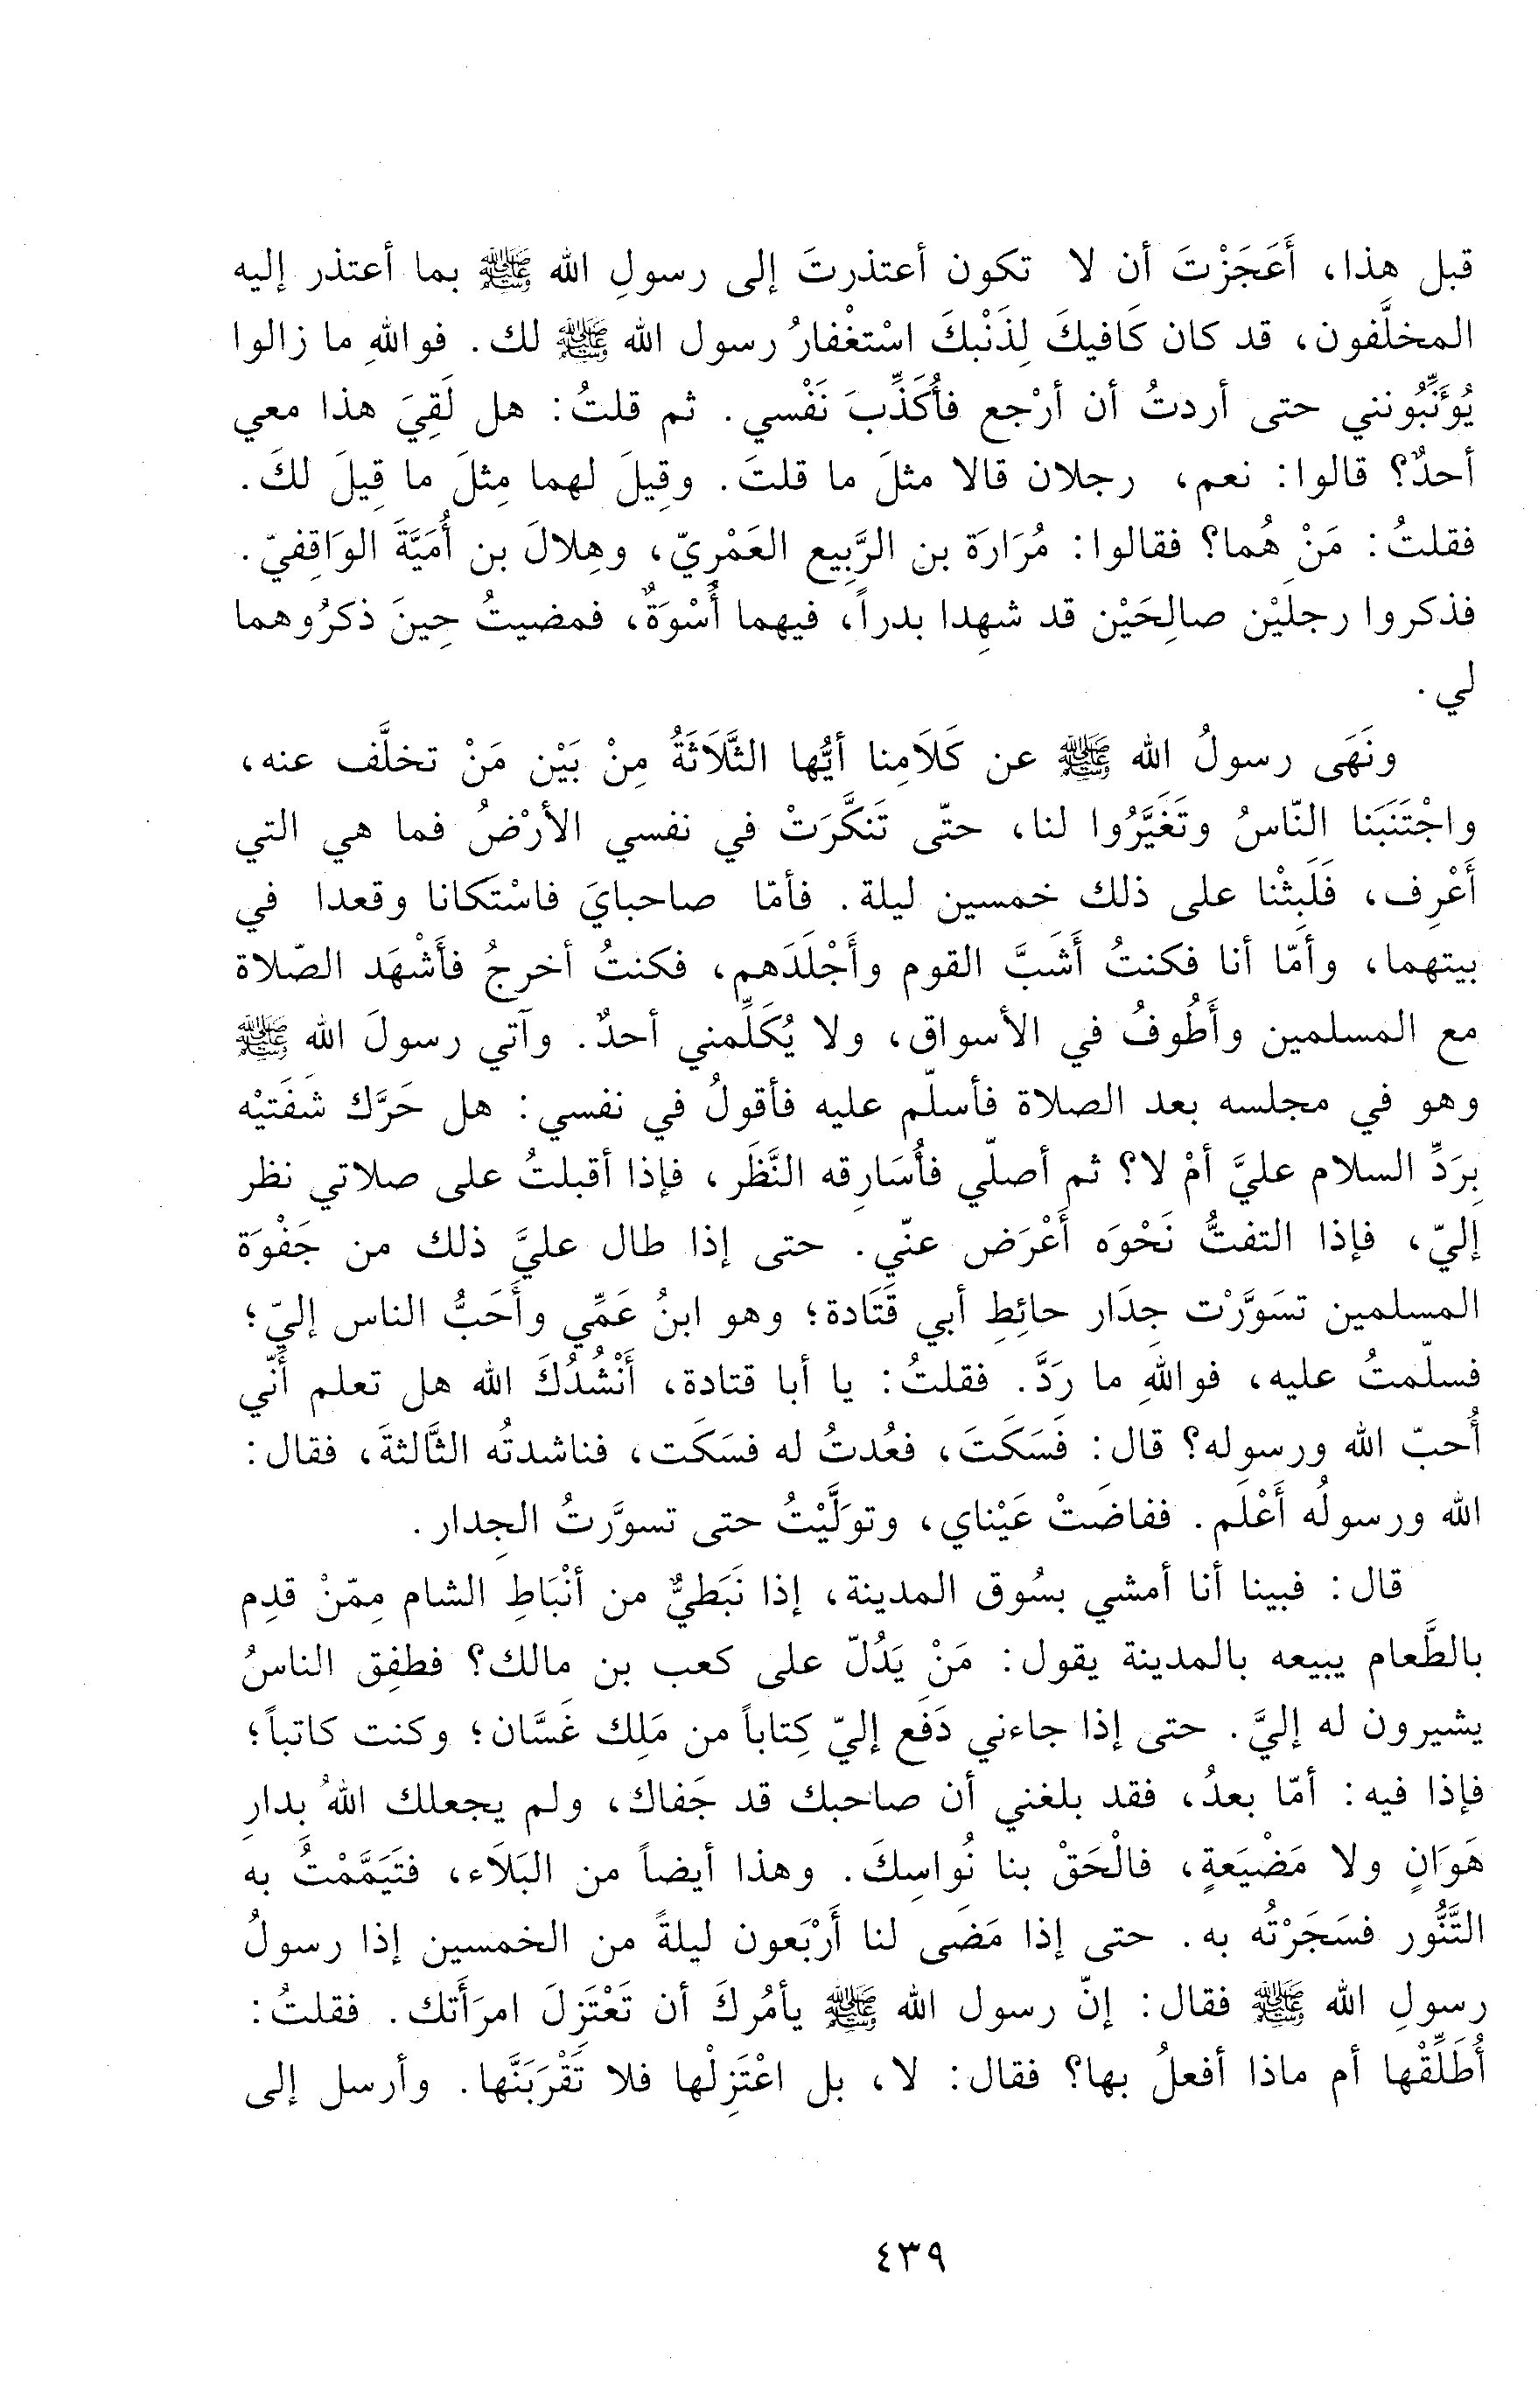 قبل هذا، أَعَجَزْتَ أن لا تكون أعتذرتَ إلى رسولِ الله ﷺ بما أعتذر إليه
المخلَّفون، قد كان كَافيكَ لِذَنْبكَ اسْتغْفارُ رسول الله ﷺ لك. فواللهِ ما زالوا
يُؤَنِّبُونني حتى أردتُ أن أرْجع فأُكَذِّبَ نَفْسي. ثم قلتُ: هل لَقِيَ هذا معي
أحدٌ؟ قالوا: نعم، رجلان قالا مثلَ ما قلتَ. وقِيلَ لهما مِثلَ ما قِيلَ لكَ.
فقلتُ: مَنْ هُما؟ فقالوا: مُرَارَة بن الرَّبِيع العَمْرِيّ، وهِلالَ بن أُمَيَّةَ الوَاقِفيّ.
فذكروا رجلَيْن صالِحَيْن قد شهِدا بدراً، فيهما أُسْوَةٌ، فمضيتُ حِينَ ذكرُوهما
لي.
ونَهَى رسولُ الله ﷺ عن كَلَامِنا أيُّها الثَّلَاثَةُ مِنْ بَيْن مَنْ تخلَّف عنه،
واجْتَنَبَنا النّاسُ وتَغَيَّرُوا لنا، حتّى تَنكَّرَتْ في نفسي الأرْضُ فما هي التي
أَعْرِف، فَلَبِثْنا على ذلك خمسين ليلة. فأمّا صاحبايَ فاسْتَكانا وقعدا في
بيتهما، وأمّا أنا فكنتُ أَشَبَّ القوم وأَجْلَدَهم، فكنتُ أخرجُ فأَشْهَد الصّلاة
مع المسلمين وأَطُوفُ في الأسواق، ولا يُكَلِّمني أحدٌ. وآتي رسولَ الله ﷺ
وهو في مجلسه بعد الصلاة فأسلّم عليه فأقولُ في نفسي: هل حَرَّك شَفَتيْه
بِرَدِّ السلام عليَّ أمْ لا؟ ثم أصلّي فأُسَارِقه النَّظَر، فإذا أقبلتُ على صلاتي نظر
إليّ، فإذا التفتُّ نَحْوَه أَعْرَض عنّي. حتى إذا طال عليَّ ذلك من جَفْوَة
المسلمين تسَوَّرْت جِدَار حائِطِ أبي قَتَادة؛ وهو ابنُ عَمِّي وأَحَبُّ الناس إليّ؛
فسلّمتُ عليه، فواللهِ ما رَدَّ. فقلتُ: يا أبا قتادة، أَنْشُدُكَ الله هل تعلم أَنّي
أُحبّ الله ورسوله؟ قال: فَسَكَتَ، فعُدتُ له فسَكَت، فناشدتُه الثَّالثةَ، فقال:
الله ورسولُه أَعْلَم. ففاضَتْ عَيْناي، وتولَّيْتُ حتى تسورَّرتُ الجِدار.
قال: فبينا أنا أمشي بسُوق المدينة، إذا نَبَطيٌّ من أنْبَاطِ الشام مِمّنْ قدِم
بالطَّعام يبيعه بالمدينة يقول: مَنْ يَدُلّ على كعب بن مالك؟ فطفِق الناسُ
يشيرون له إليَّ. حتى إذا جاءني دَفَع إليّ كِتاباً من مَلِك غَسَّان؛ وكنت كاتباً؛
فإذا فيه: أمّا بعدُ، فقد بلغني أن صاحبك قد جَفاك، ولم يجعلك اللهُ بدارِ
هَوَانٍ ولا مَضْيَعةٍ، فالْحَقْ بنا نُواسِكَ. وهذا أيضاً من البَلَاء، فتَيَمَّمْتُ به
التَّنُّور فسَجَرْتُه به. حتى إذا مَضَى لنا أَرْبَعون ليلةً من الخمسين إذا رسولُ
رسولِ الله ﷺ فقال: إنّ رسول الله ﷺ يأمُركَ أن تَعْتَزِلَ امرَأَتك. فقلتُ:
أُطَلِّقْها أم ماذا أفعلُ بها؟ فقال: لا، بل اعْتَزِلْها فلا تَقْرَبَنَّها. وأرسل إلى
٤٣٩